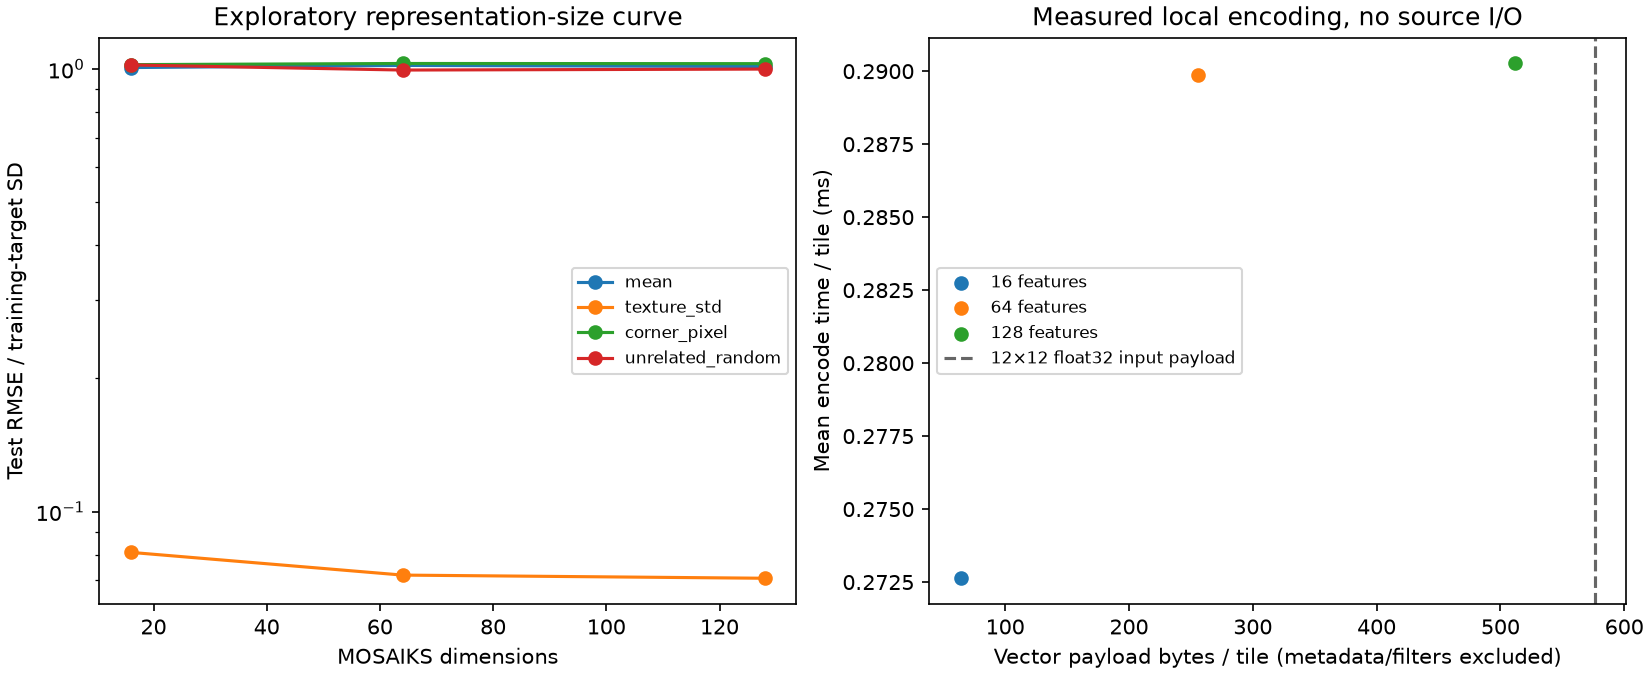 Exploratory representation-size curve
Test RMSE / training-target SD
10⁰
10⁻¹
mean
texture_std
corner_pixel
unrelated_random
20 40 60 80 100 120
MOSAIKS dimensions
Measured local encoding, no source I/O
Mean encode time / tile (ms)
0.2900
0.2875
0.2850
0.2825
0.2800
0.2775
0.2750
0.2725
16 features
64 features
128 features
12×12 float32 input payload
100 200 300 400 500 600
Vector payload bytes / tile (metadata/filters excluded)